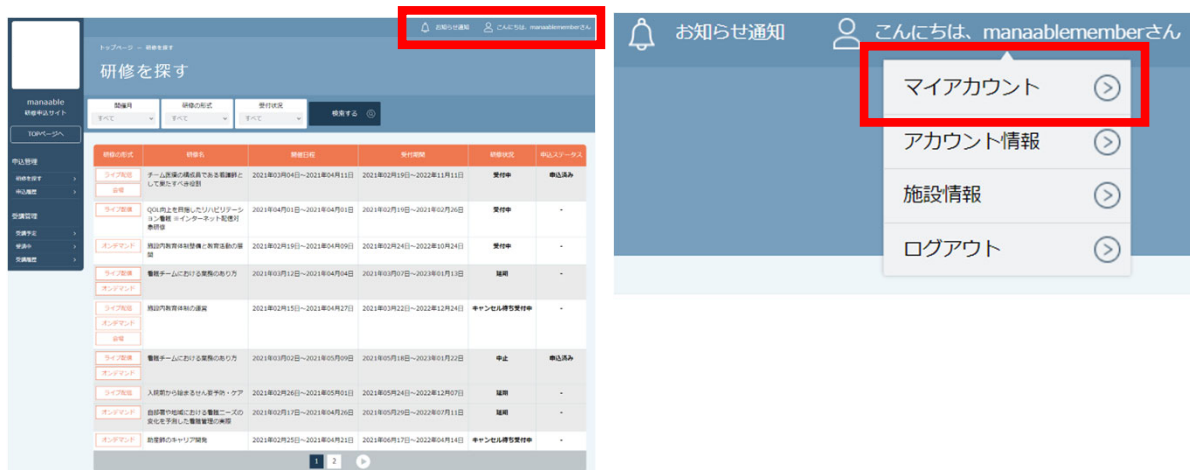 お知らせ通知
こんにちは、manaablememberさん
トップページ － 研修を探す
研修を探す
manaable
研修申込サイト
TOPページへ
申込管理
研修を探す
申込履歴
受講管理
受講予定
受講中
受講履歴
開催月 研修の形式 受付状況
すべて すべて すべて 検索する
研修の形式 研修名 開催日程 受付期間 研修状況 申込ステータス
ライブ配信 チーム医療の構成員である看護師と 2021年03月04日～2021年04月11日 2021年02月19日～2022年11月11日 受付中 申込済み
して果たすべき役割
会場
ライブ配信 QOL向上を目指したリハビリテーシ 2021年04月01日～2021年04月01日 2021年02月19日～2021年02月26日 受付中 -
ョン看護 ※インターネット配信対
象研修
オンデマンド 施設内教育体制整備と教育活動の展 2021年02月19日～2021年04月09日 2021年02月24日～2022年10月24日 受付中 -
開
ライブ配信 看護チームにおける業務のあり方 2021年03月12日～2021年04月04日 2021年03月07日～2023年01月13日 延期 -
オンデマンド
ライブ配信 施設内教育体制の運営 2021年02月15日～2021年04月27日 2021年03月22日～2022年12月24日 キャンセル待ち受付中 -
オンデマンド
会場
ライブ配信 看護チームにおける業務のあり方 2021年03月02日～2021年05月09日 2021年05月18日～2023年01月22日 中止 申込済み
オンデマンド
ライブ配信 入院前から始まるせん妄予防・ケア 2021年02月26日～2021年05月01日 2021年05月24日～2022年12月07日 延期 -
オンデマンド 自部署や地域における看護ニーズの 2021年02月17日～2021年04月26日 2021年05月29日～2022年07月11日 延期 -
変化を予測した看護管理の実際
オンデマンド 助産師のキャリア開発 2021年02月25日～2021年04月21日 2021年06月17日～2022年04月14日 キャンセル待ち受付中 -
1 2
お知らせ通知 こんにちは、manaablememberさん
マイアカウント
アカウント情報
施設情報
ログアウト